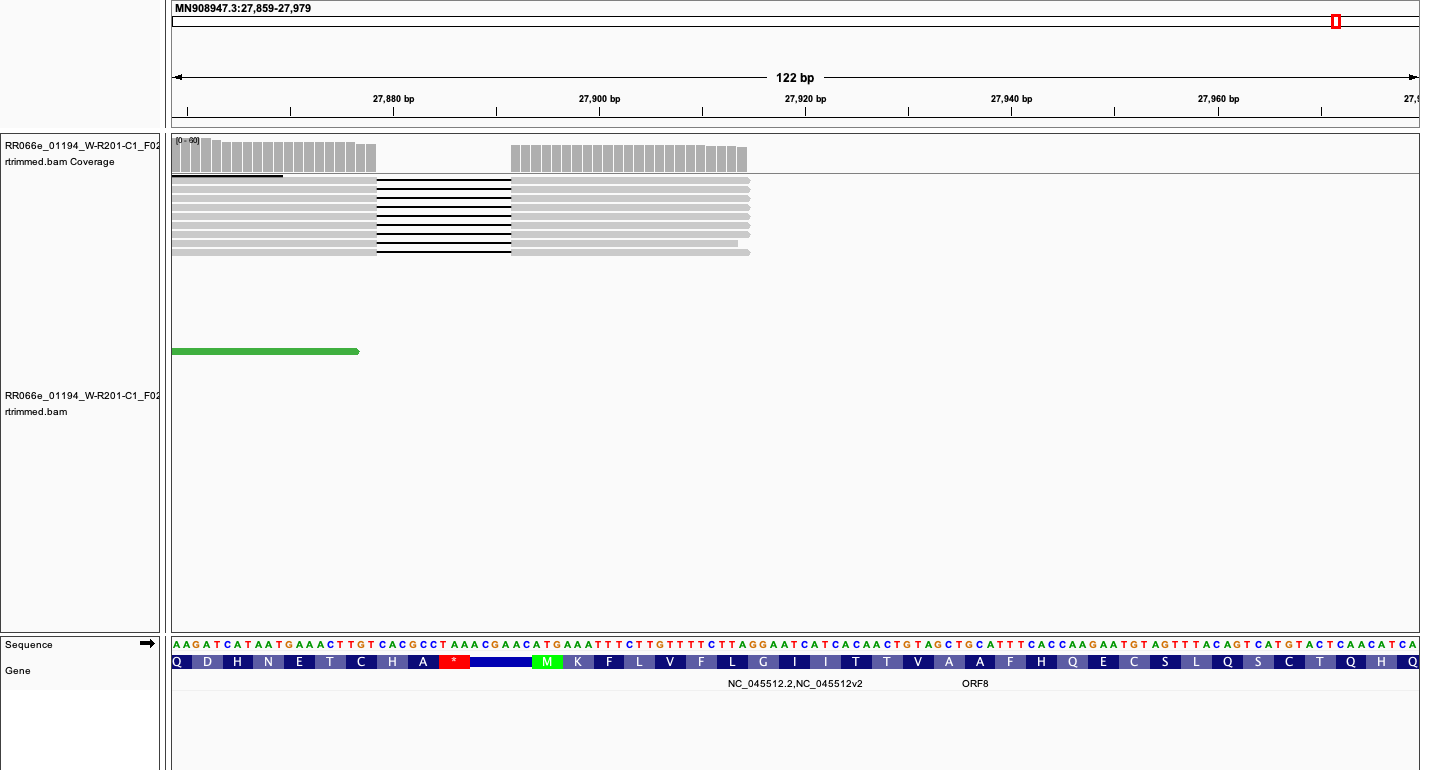 MN908947.3:27,859-27,979
122 bp
27,880 bp 27,900 bp 27,920 bp 27,940 bp 27,960 bp 27,9
[0 - 60]
RR066e_01194_W-R201-C1_F02
rtrimmed.bam Coverage
RR066e_01194_W-R201-C1_F02
rtrimmed.bam
Sequence
AAGATCATAATGAAACTTGTCACGCCTAAACGAACATGAAATTTCTTGTTTTCTTAGGAATCATCACAACTGTAGCTGCATTTCACCAAGAATGTAGTTTACAGTCATGTACTCAACATCA
Gene
Q D H N E T C H A * M K F L V F L G I I T T V A A F H Q E C S L Q S C T Q H Q
NC_045512.2,NC_045512v2 ORF8